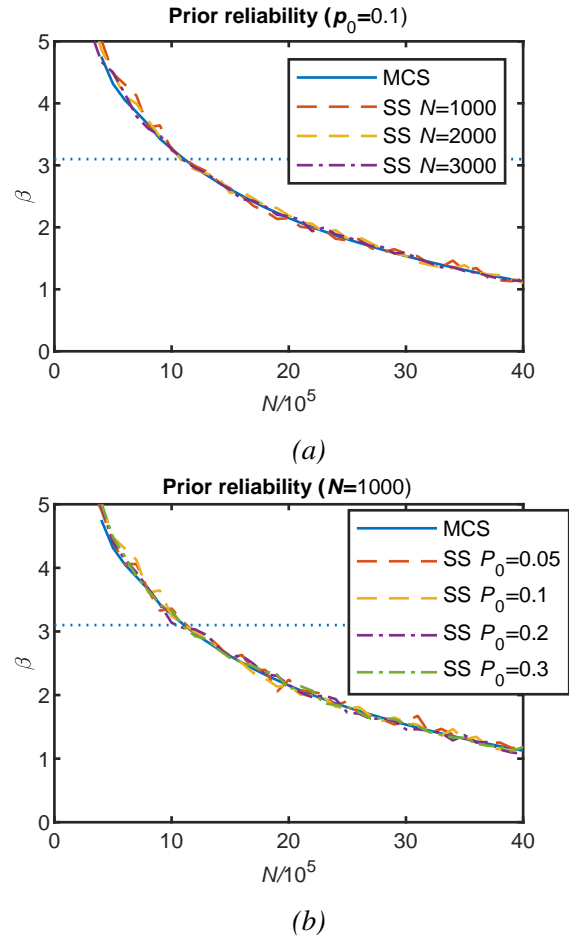 Prior reliability (p0=0.1)
5
4
3
2
1
0
β
MCS
SS N=1000
SS N=2000
SS N=3000
0 10 20 30 40
N/10^5
(a)
Prior reliability (N=1000)
5
4
3
2
1
0
β
MCS
SS P0=0.05
SS P0=0.1
SS P0=0.2
SS P0=0.3
0 10 20 30 40
N/10^5
(b)